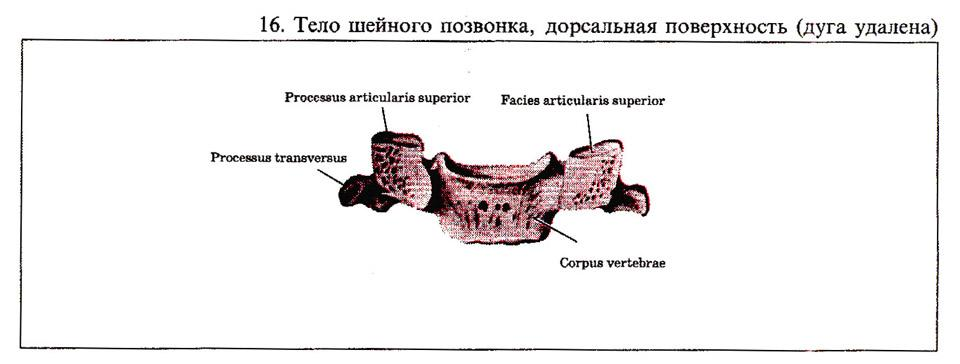 16. Тело шейного позвонка, дорсальная поверхность (дуга удалена)
Processus articularis superior
Facies articularis superior
Processus transversus
Corpus vertebrae